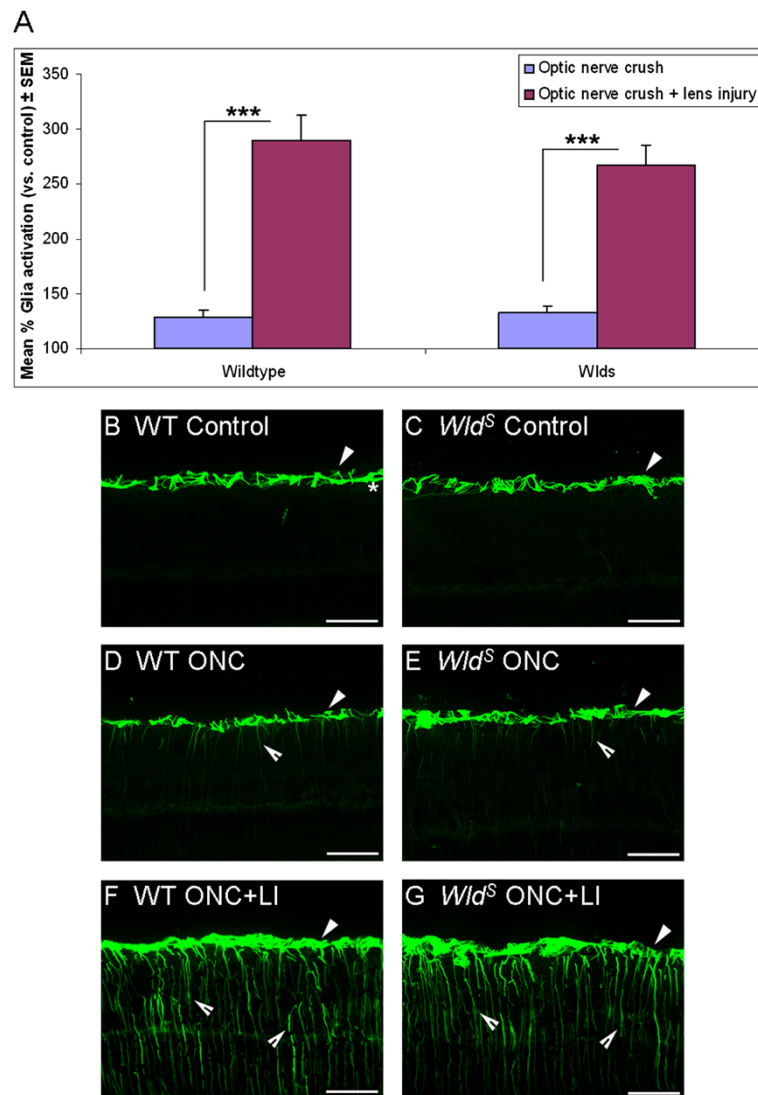 A
Mean % Glia activation (vs. control) ± SEM
350
300
250
200
150
100
***
***
Optic nerve crush
Optic nerve crush + lens injury
Wildtype
Wlds
B WT Control
*
C Wldˢ Control
D WT ONC
E Wldˢ ONC
F WT ONC+LI
G Wldˢ ONC+LI